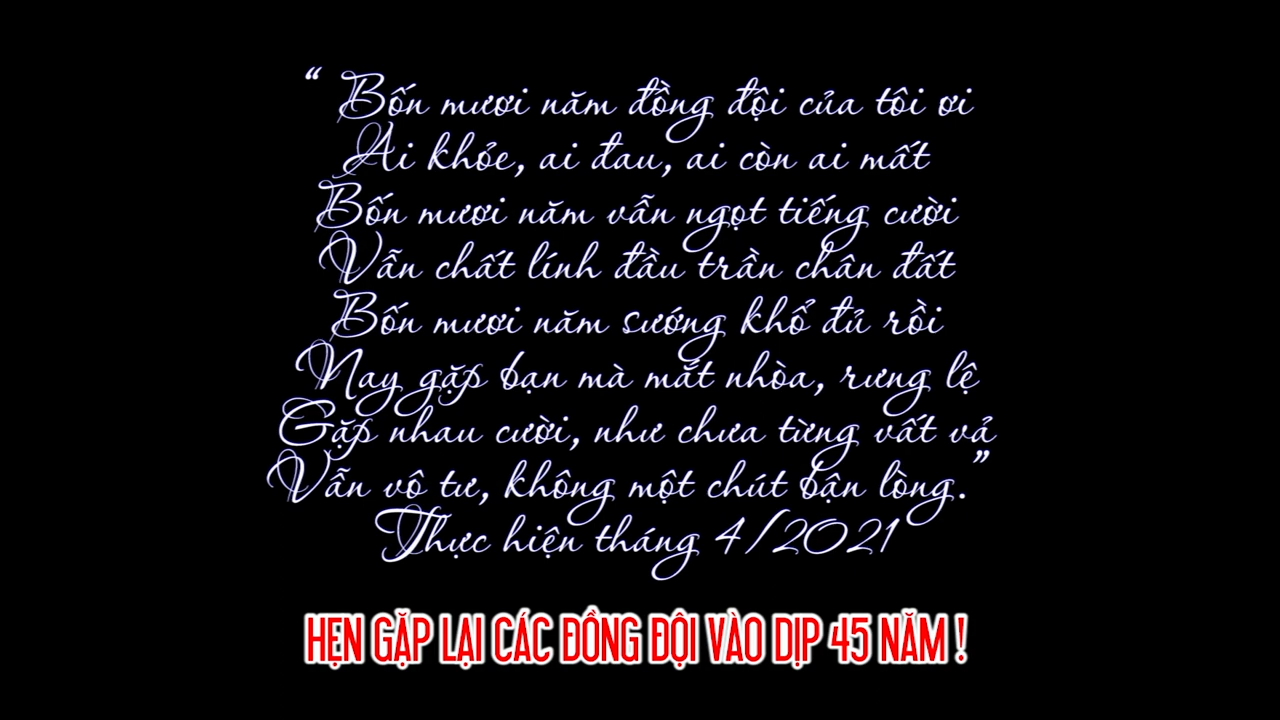 “ Bốn mươi năm đồng đội của tôi ơi
Ai khỏe, ai đau, ai còn ai mất
Bốn mươi năm vẫn ngọt tiếng cười
Vẫn chất lính đầu trần chân đất
Bốn mươi năm sướng khổ đủ rồi
Nay gặp bạn mà mắt nhòa, rưng lệ
Gặp nhau cười, như chưa từng vất vả
Vẫn vô tư, không một chút bận lòng.”
Thực hiện tháng 4/2021
HẸN GẶP LẠI CÁC ĐỒNG ĐỘI VÀO DỊP 45 NĂM !